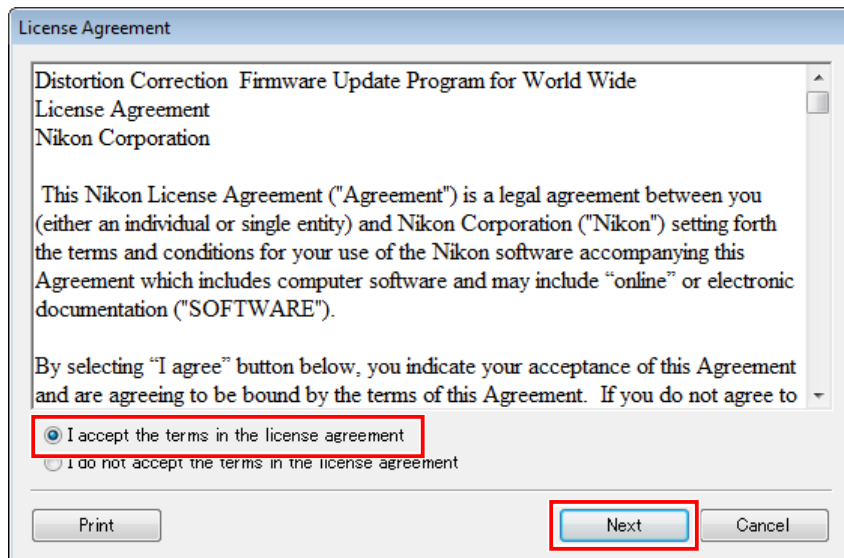 License Agreement
Distortion Correction  Firmware Update Program for World Wide
License Agreement
Nikon Corporation
This Nikon License Agreement ("Agreement") is a legal agreement between you
(either an individual or single entity) and Nikon Corporation ("Nikon") setting forth
the terms and conditions for your use of the Nikon software accompanying this
Agreement which includes computer software and may include “online” or electronic
documentation ("SOFTWARE").
By selecting “I agree” button below, you indicate your acceptance of this Agreement
and are agreeing to be bound by the terms of this Agreement.  If you do not agree to
I accept the terms in the license agreement
I do not accept the terms in the license agreement
Print Next Cancel